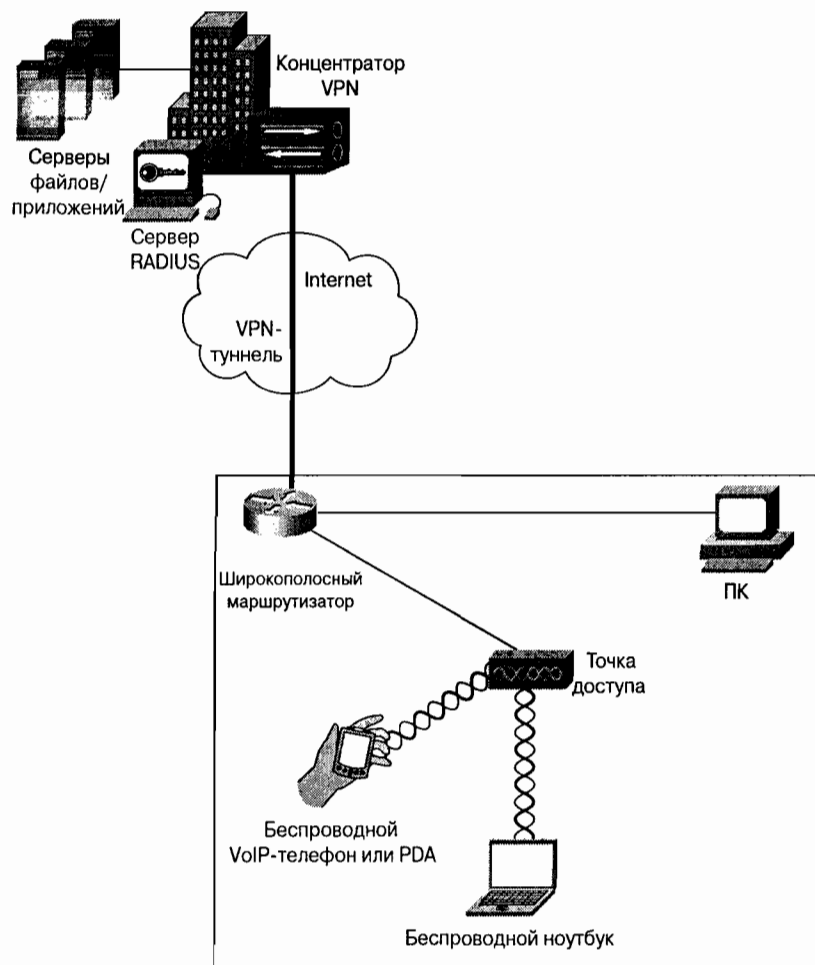 Концентратор
VPN
Серверы
файлов/
приложений
Сервер
RADIUS
Internet
VPN-
туннель
Широкополосный
маршрутизатор
ПК
Точка
доступа
Беспроводной
VoIP-телефон или PDA
Беспроводной ноутбук